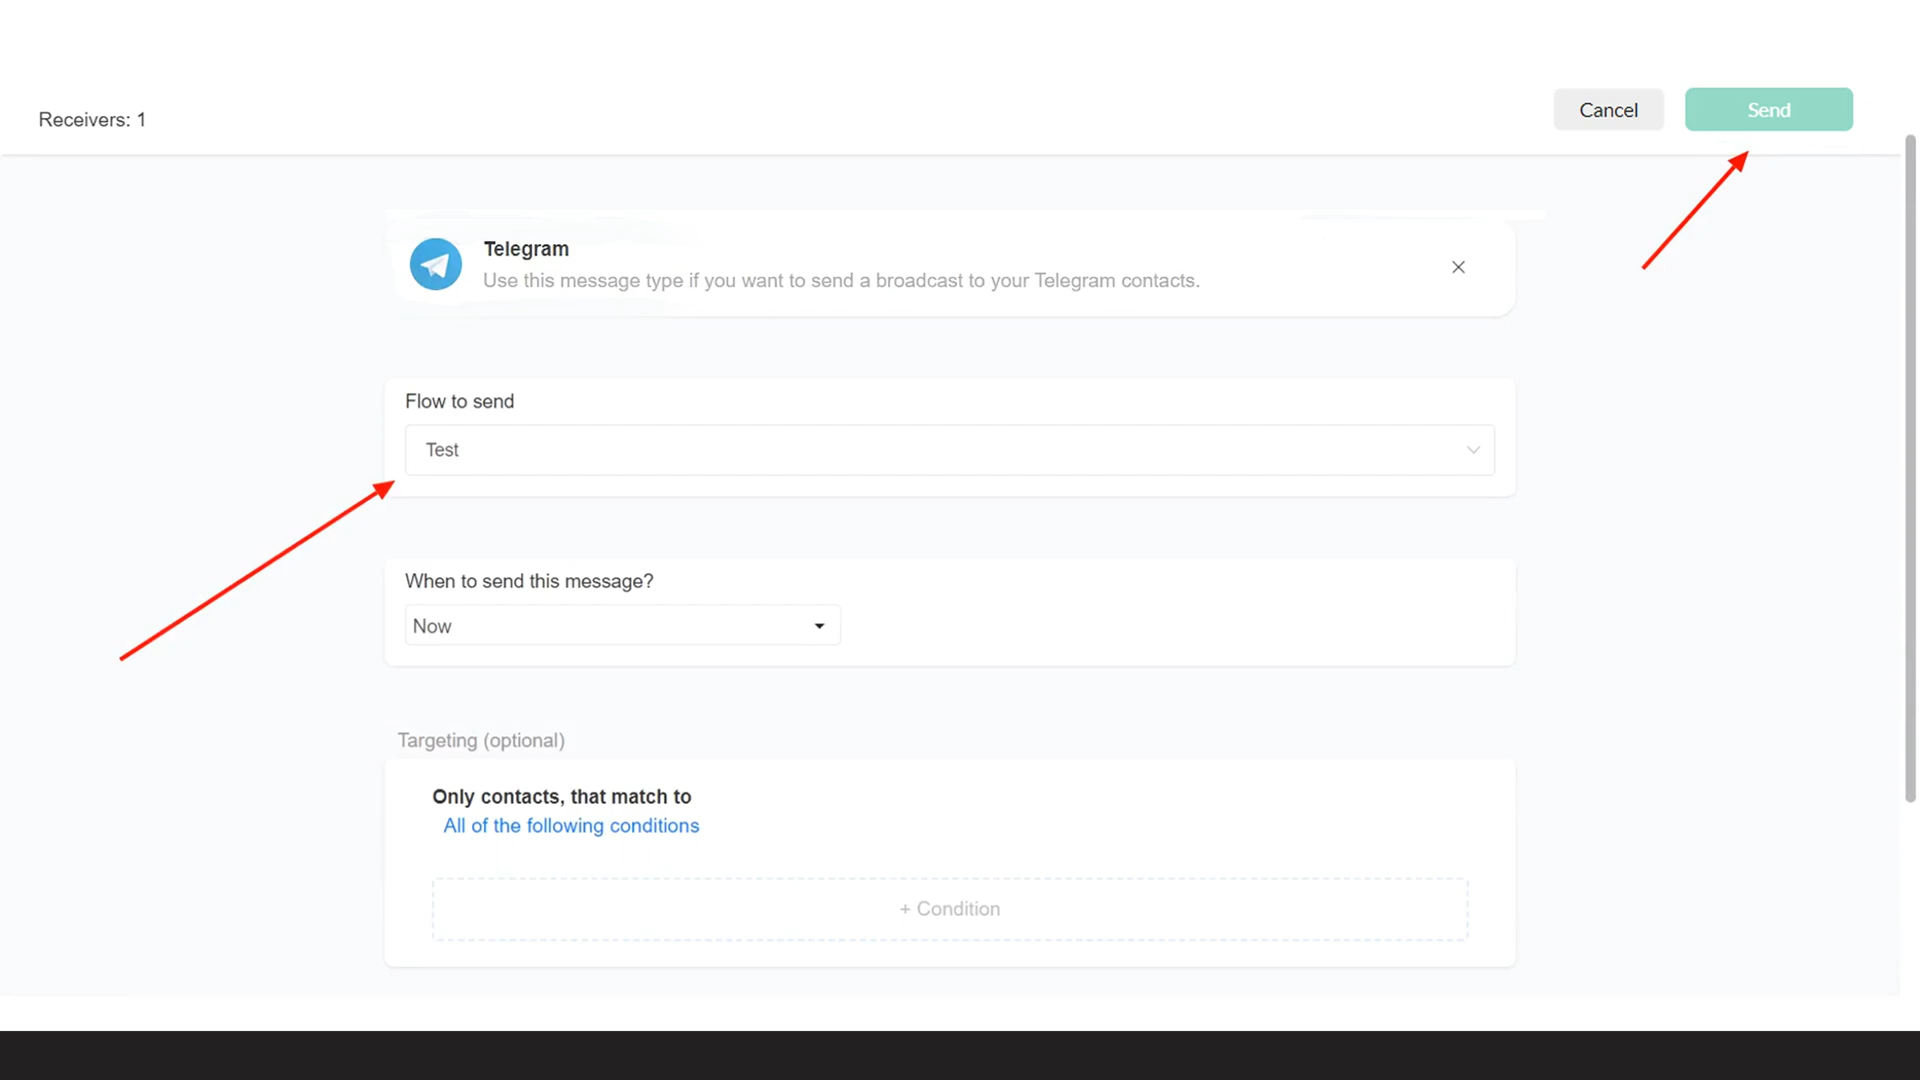 Receivers: 1
Cancel
Send
Telegram
Use this message type if you want to send a broadcast to your Telegram contacts.
Flow to send
Test
When to send this message?
Now
Targeting (optional)
Only contacts, that match to
All of the following conditions
+ Condition